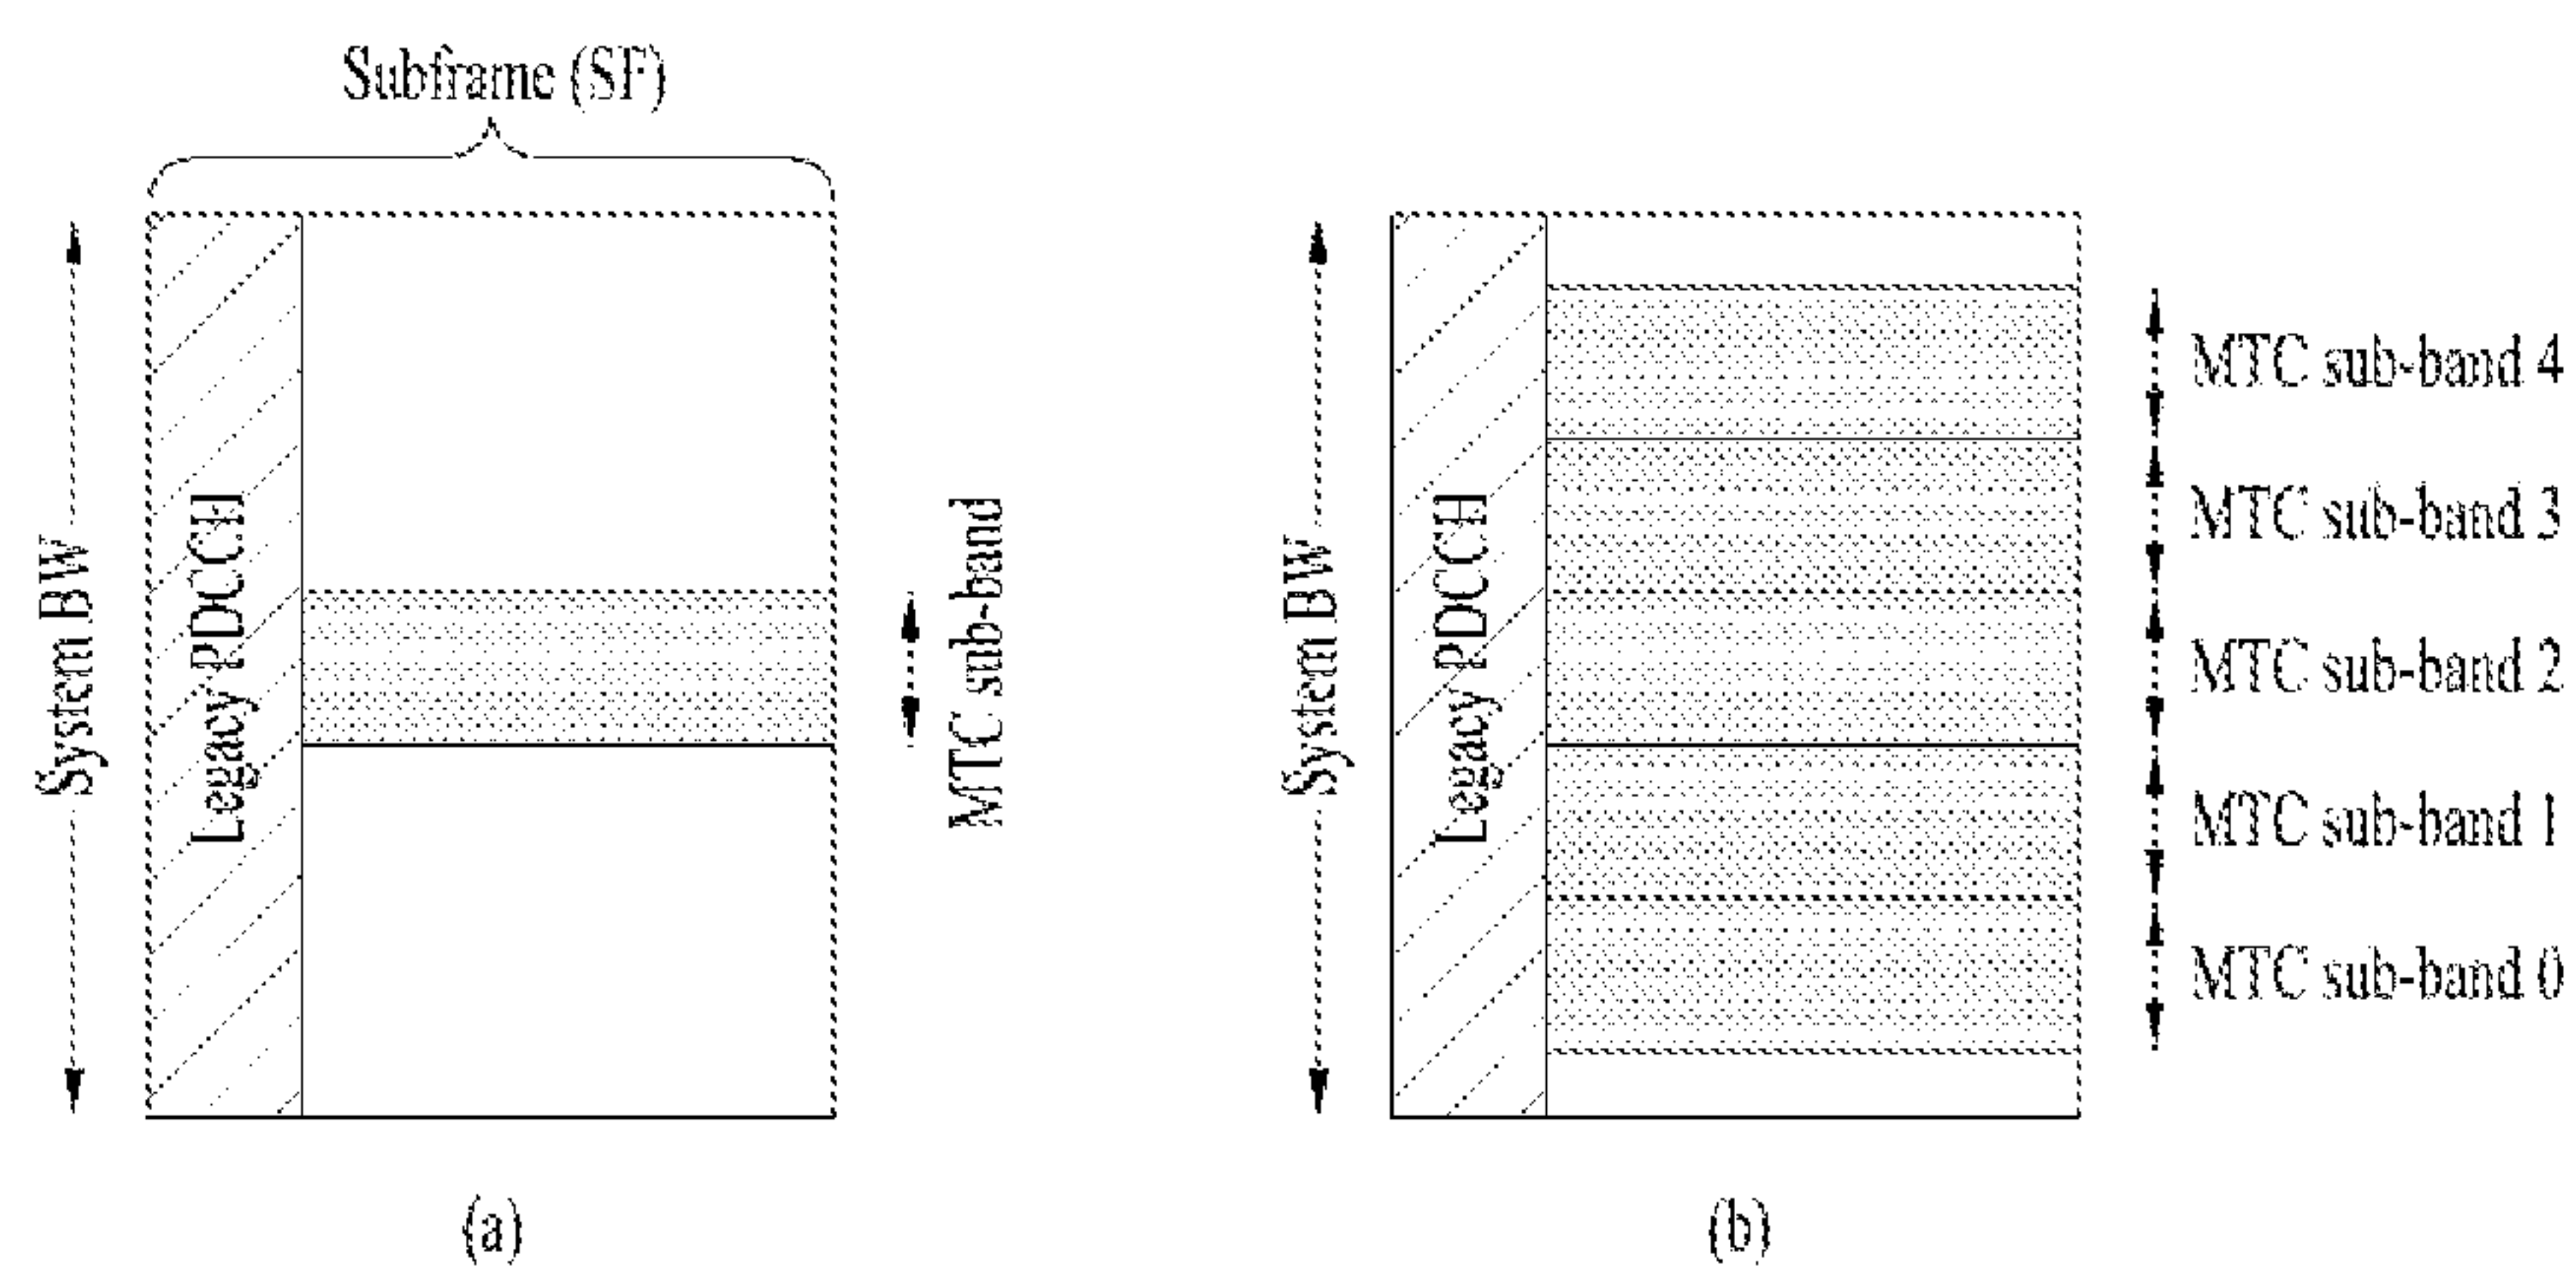 Subframe (SF)
System BW
Legacy PDCCH
MTC sub-band
(a)
System BW
Legacy PDCCH
MTC sub-band 4
MTC sub-band 3
MTC sub-band 2
MTC sub-band 1
MTC sub-band 0
(b)